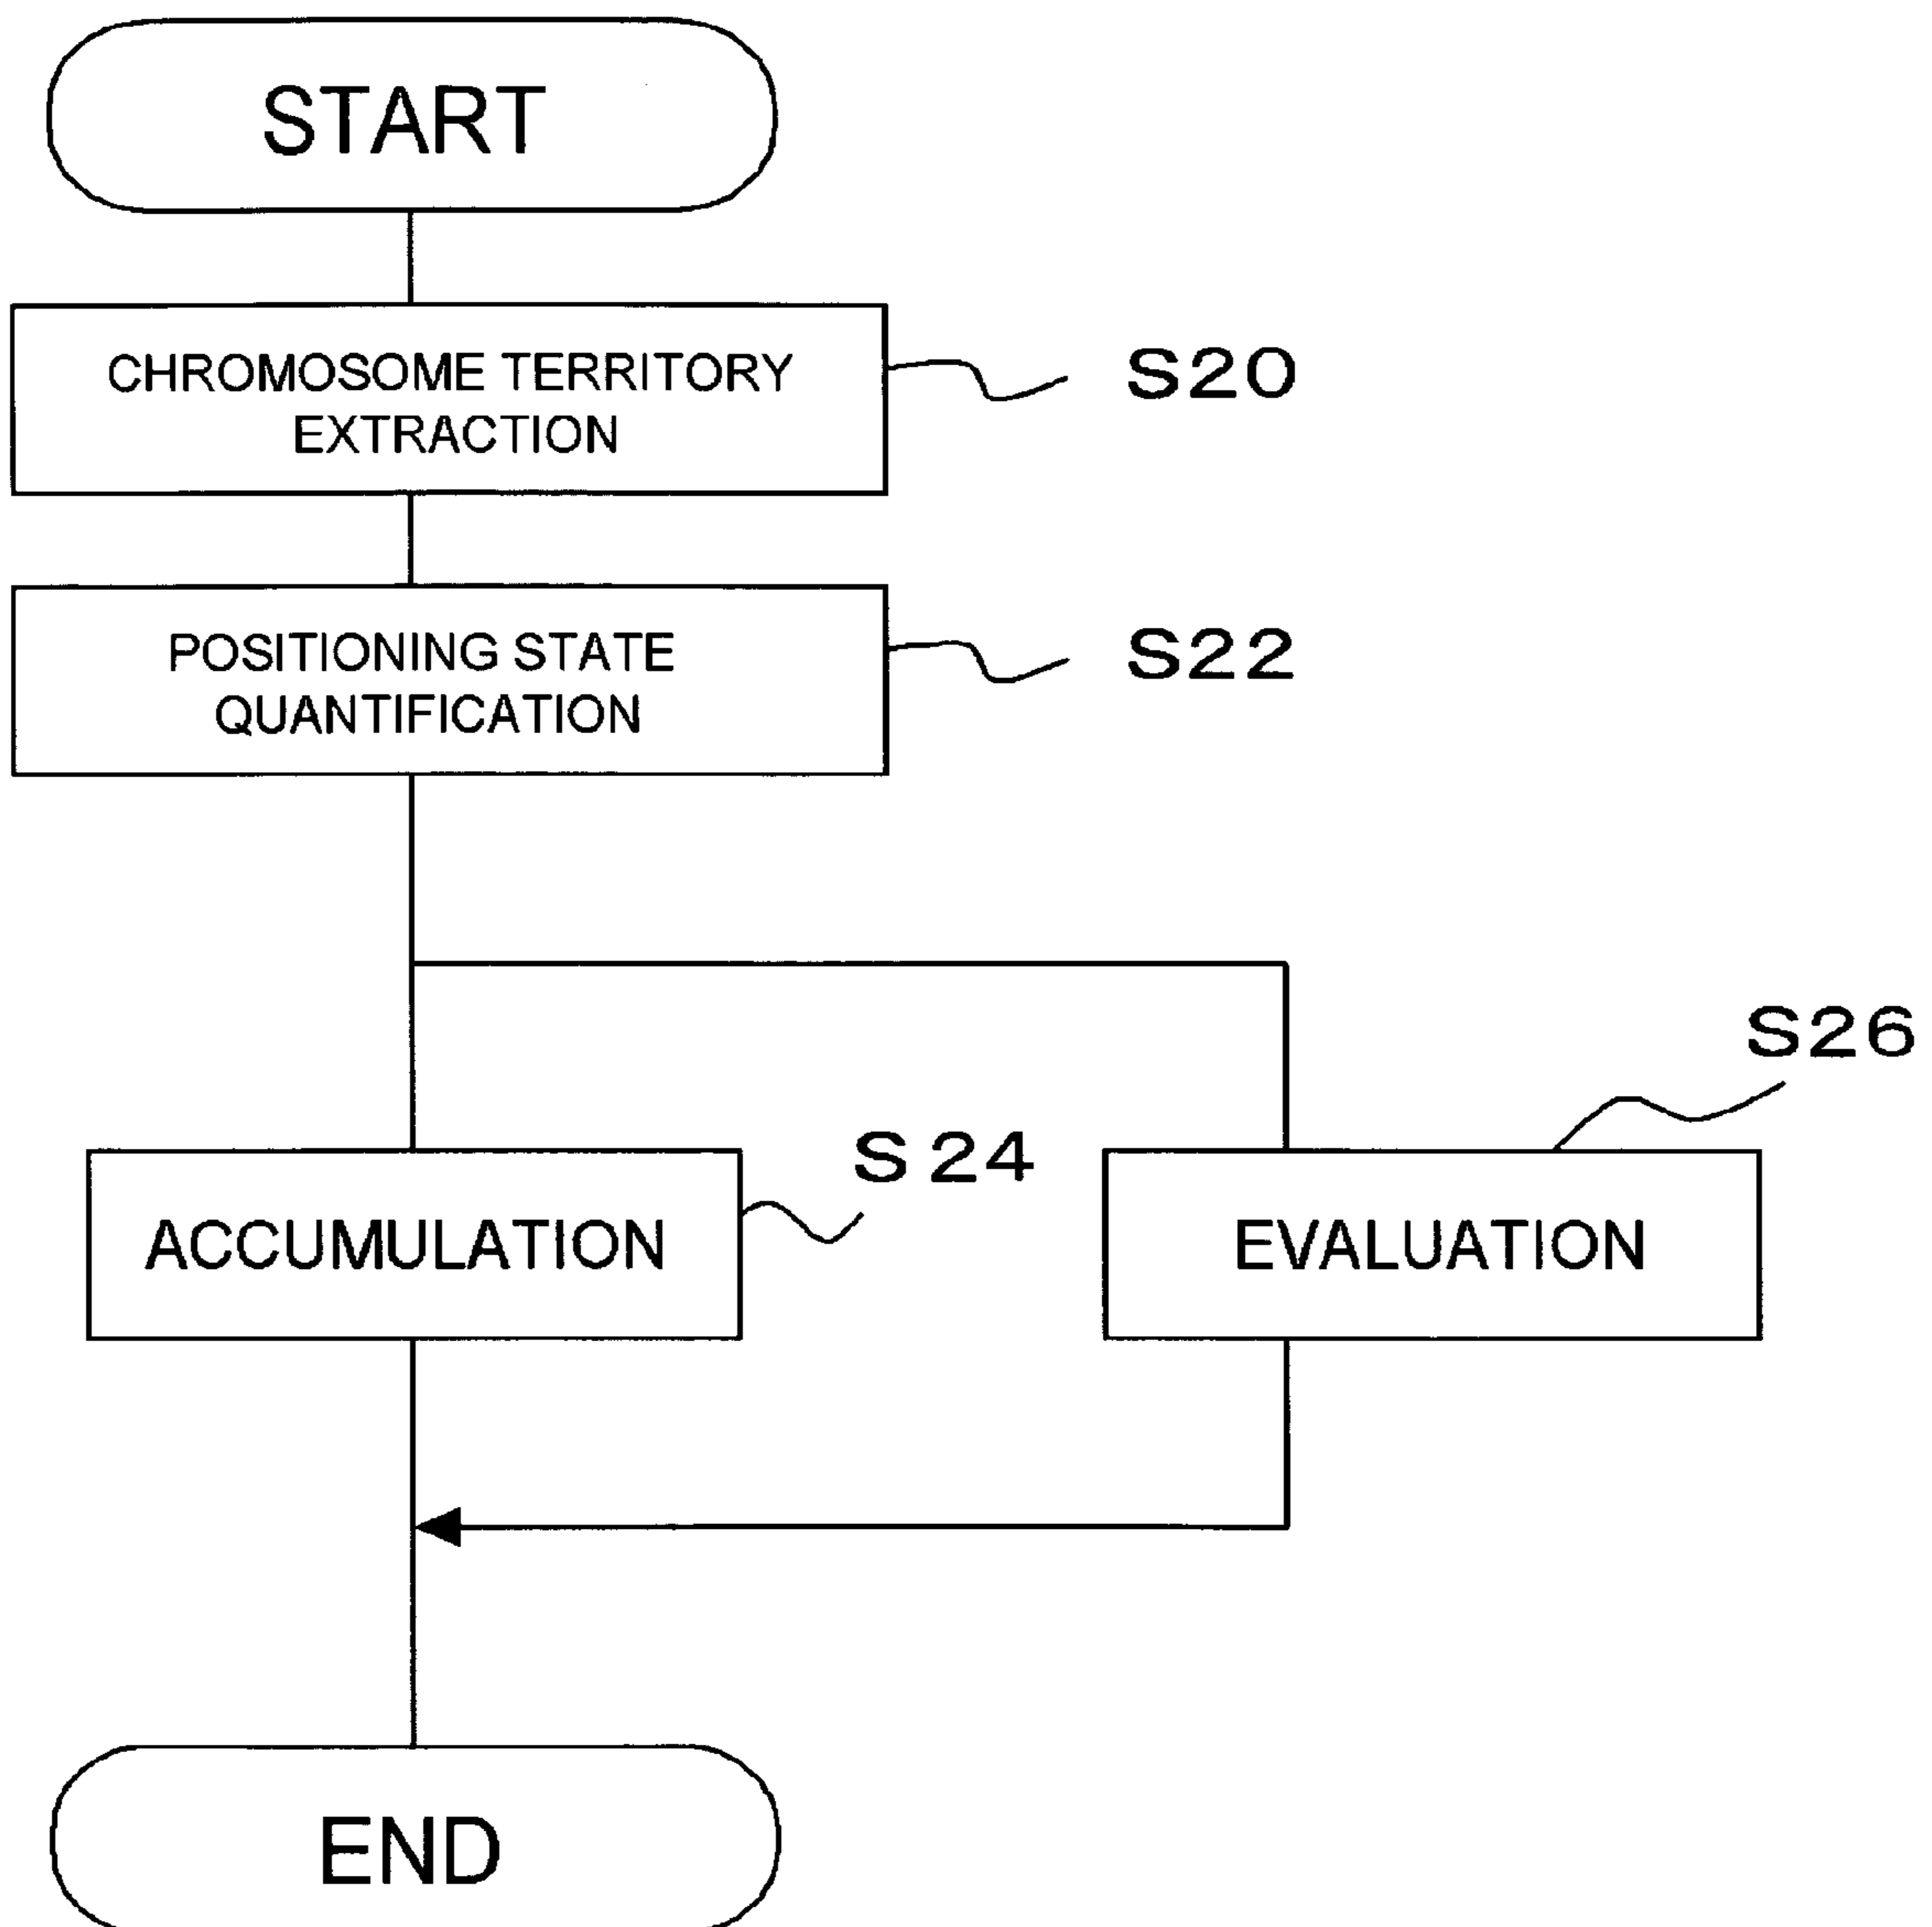 START
CHROMOSOME TERRITORY
EXTRACTION
S20
POSITIONING STATE
QUANTIFICATION
S22
S26
S24
ACCUMULATION
EVALUATION
END